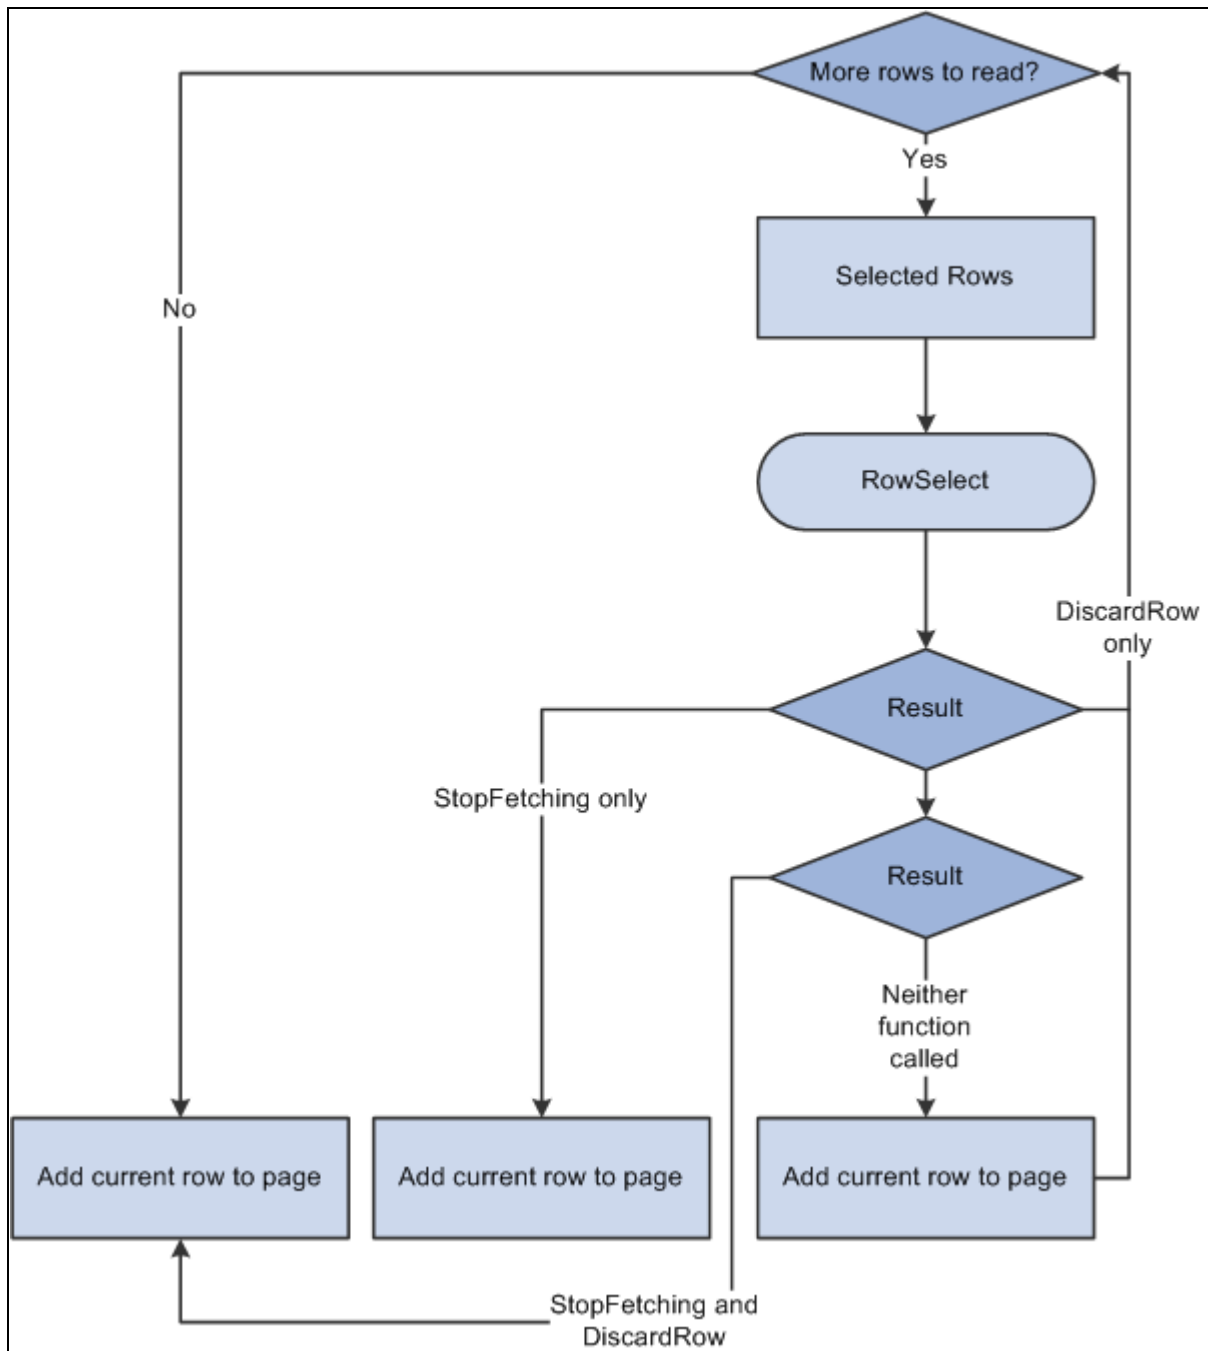 More rows to read?
Yes
Selected Rows
No
RowSelect
DiscardRow
only
Result
StopFetching only
Result
Neither
function
called
Add current row to page
Add current row to page
Add current row to page
StopFetching and
DiscardRow